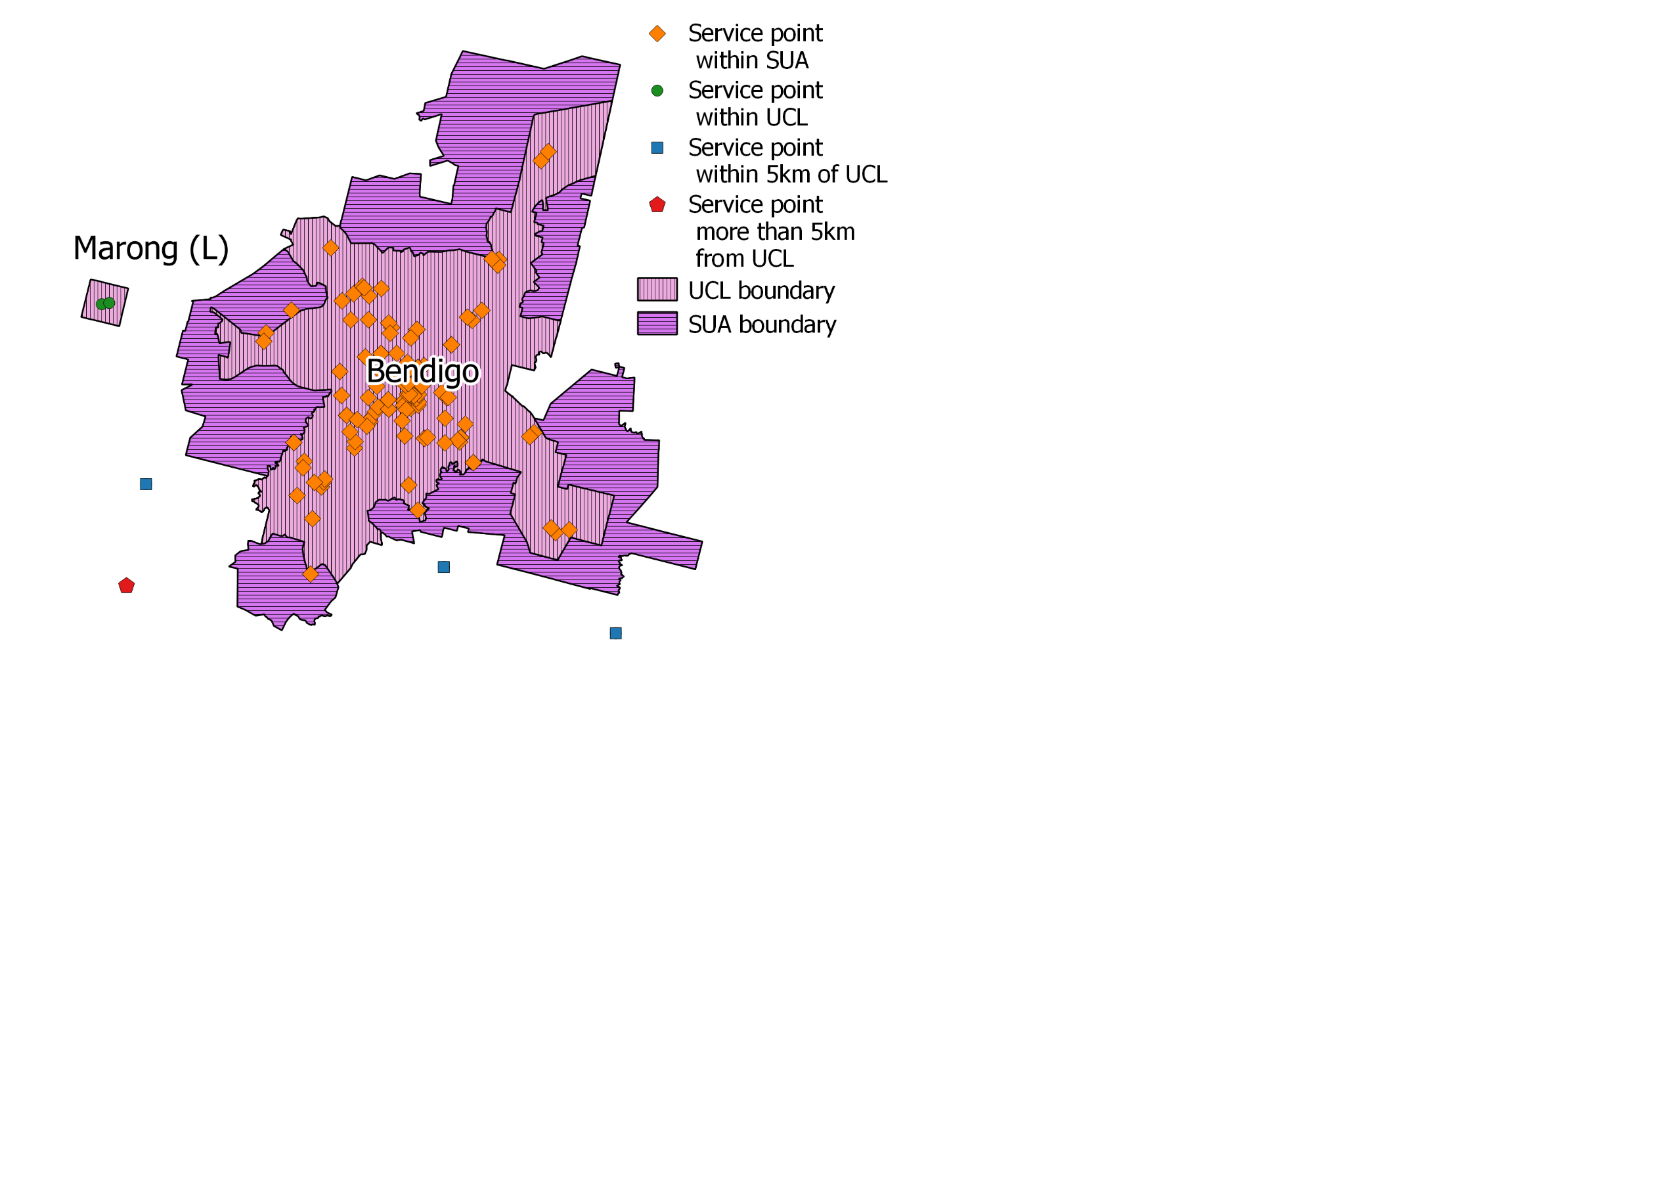 Service point
within SUA
Service point
within UCL
Service point
within 5km of UCL
Service point
more than 5km
from UCL
UCL boundary
SUA boundary
Marong (L)
Bendigo